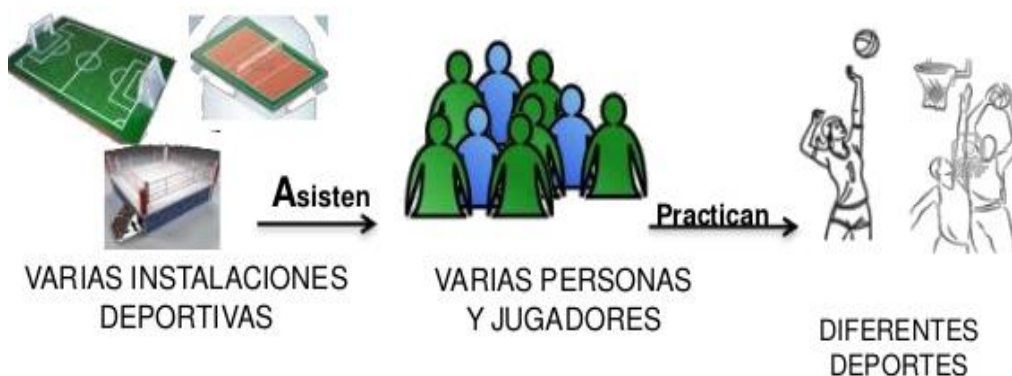 Asisten
Practican
VARIAS INSTALACIONES
DEPORTIVAS
VARIAS PERSONAS
Y JUGADORES
DIFERENTES
DEPORTES